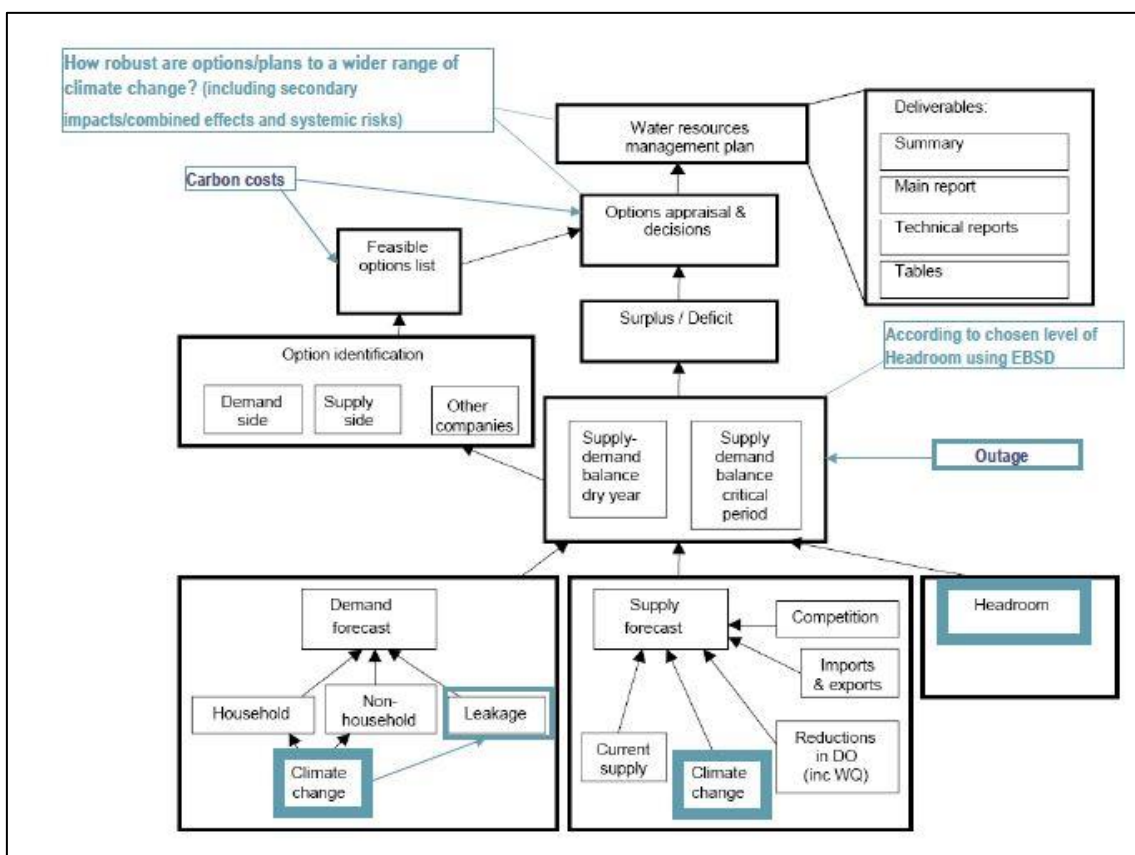 How robust are options/plans to a wider range of
climate change? (including secondary
impacts/combined effects and systemic risks)
Water resources
management plan
Deliverables:
Summary
Main report
Technical reports
Tables
Carbon costs
Options appraisal &
decisions
Feasible
options list
Surplus / Deficit
According to chosen level of
Headroom using EBSD
Option identification
Demand
side
Supply
side
Other
companies
Supply-
demand
balance
dry year
Supply
demand
balance
critical
period
Outage
Demand
forecast
Household
Non-
household
Leakage
Climate
change
Supply
forecast
Competition
Imports
& exports
Current
supply
Climate
change
Reductions
in DO
(inc WQ)
Headroom